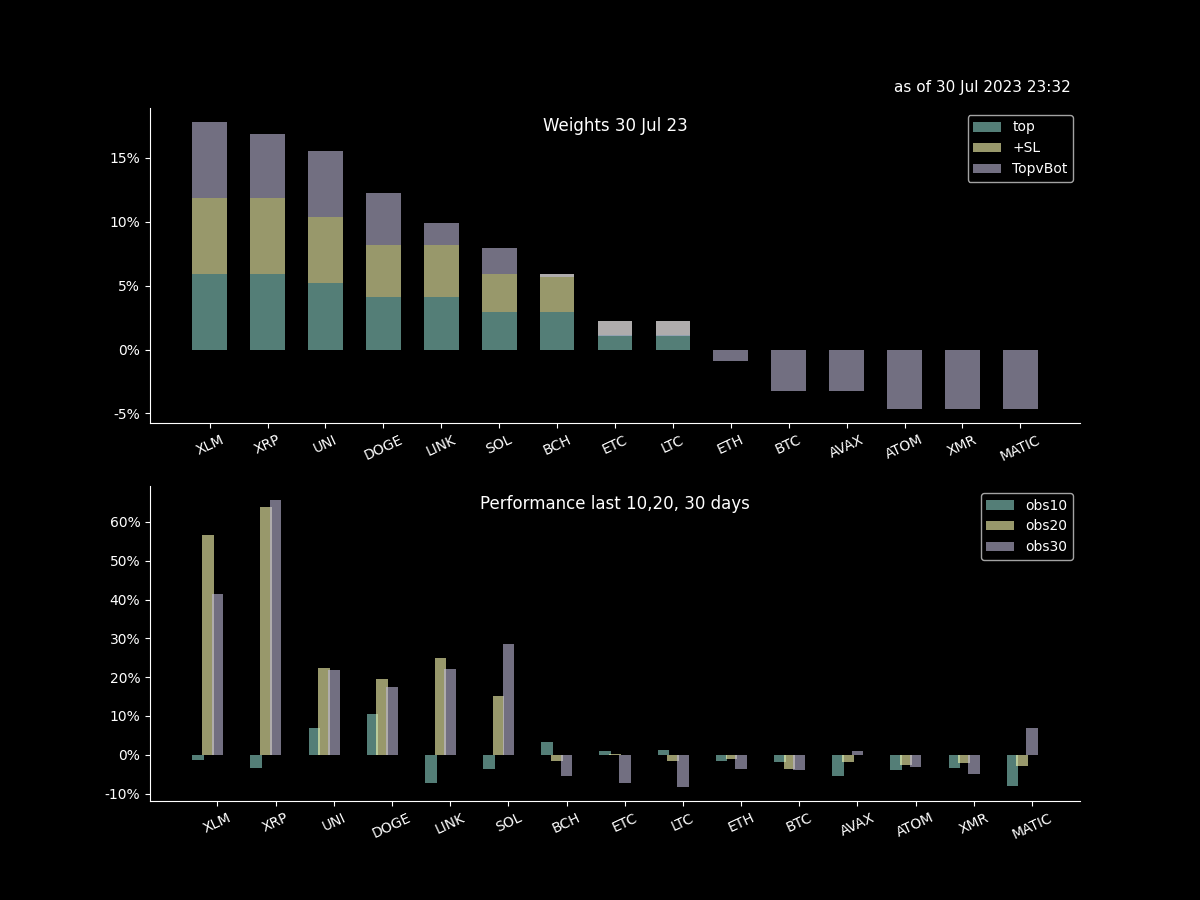 as of 30 Jul 2023 23:32
Weights 30 Jul 23
top
+SL
TopvBot
15%
10%
5%
0%
-5%
XLM XRP UNI DOGE LINK SOL BCH ETC LTC ETH BTC AVAX ATOM XMR MATIC
Performance last 10,20, 30 days
obs10
obs20
obs30
60%
50%
40%
30%
20%
10%
0%
-10%
XLM XRP UNI DOGE LINK SOL BCH ETC LTC ETH BTC AVAX ATOM XMR MATIC